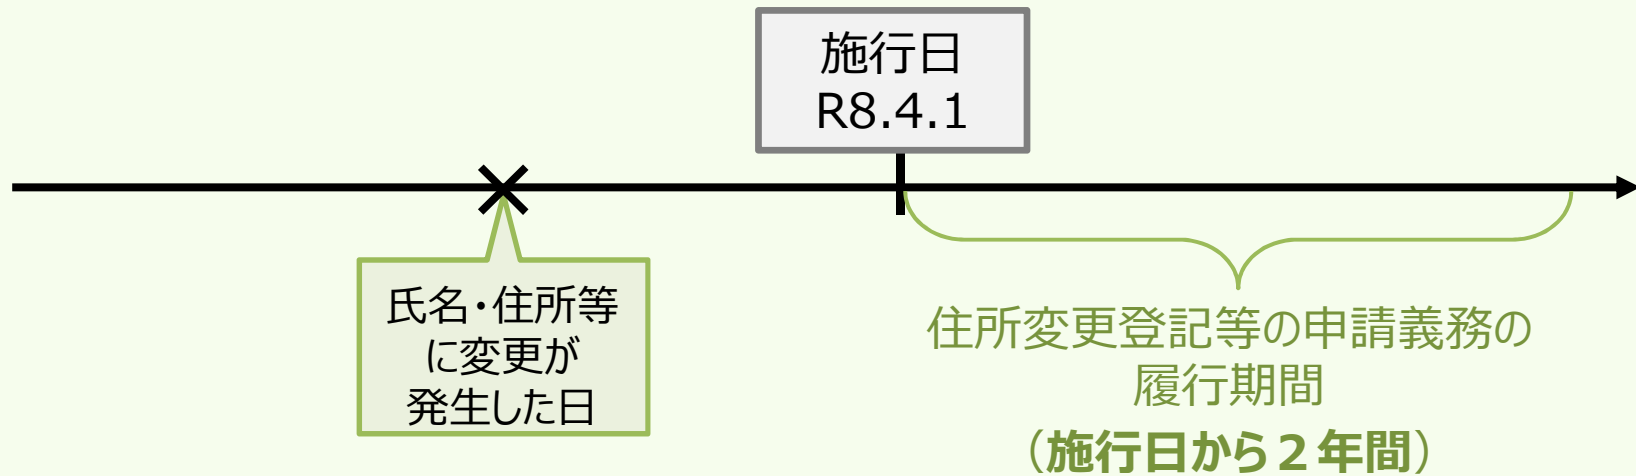 施行日
R8.4.1
氏名・住所等
に変更が
発生した日
住所変更登記等の申請義務の
履行期間
（施行日から２年間）